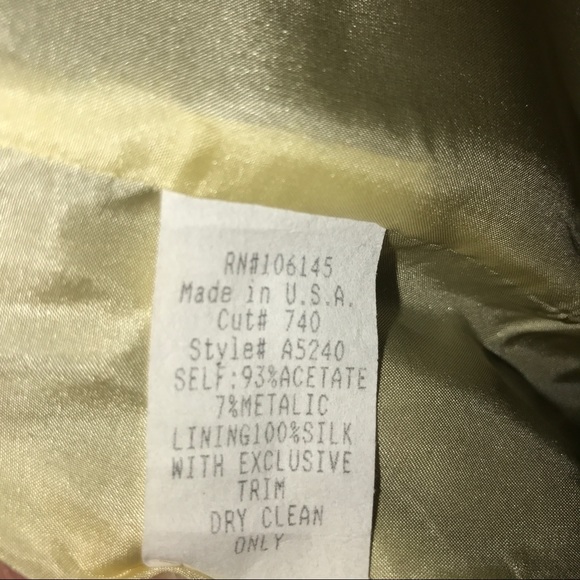 RN#106145
Made in U.S.A.
Cut# 740
Style# A5240
SELF:93%ACETATE
7%METALIC
LINING100%SILK
WITH EXCLUSIVE
TRIM
DRY CLEAN
ONLY